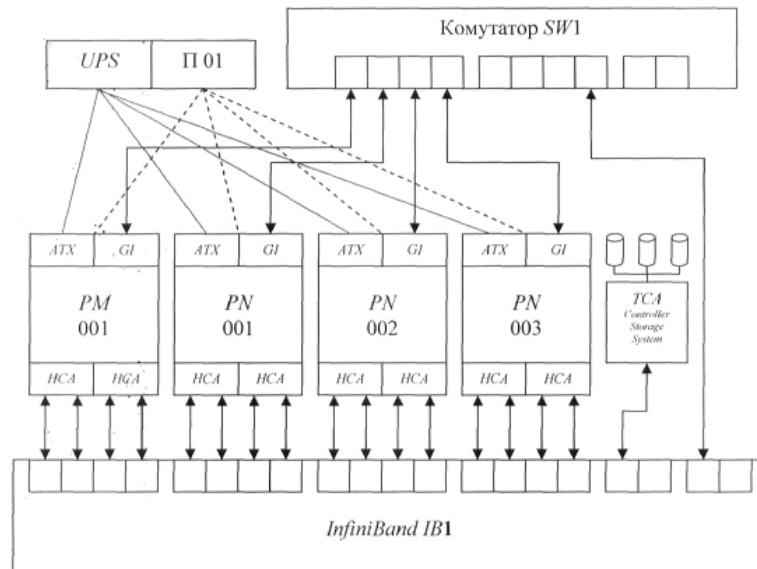 Комутатор SW1
UPS П 01
ATX GI ATX GI ATX GI ATX GI
PM PN PN PN TCA
001 001 002 003 Controller
Storage
System
HCA HCA HCA HCA HCA HCA HCA HCA
InfiniBand IB1